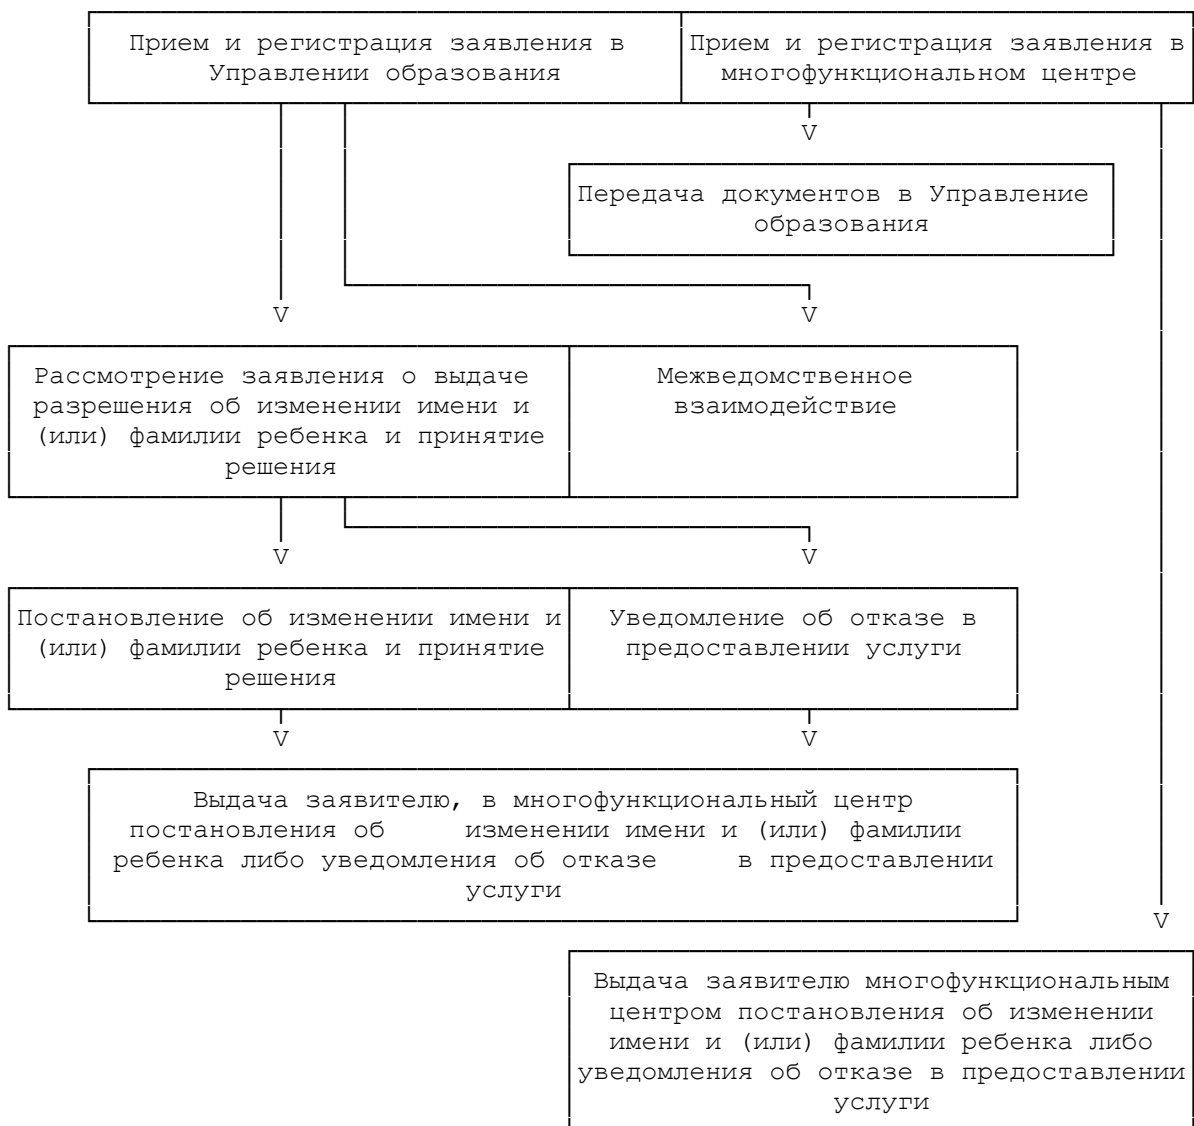 Прием и регистрация заявления в
Управлении образования
Прием и регистрация заявления в
многофункциональном центре
V
Передача документов в Управление
образования
V
V
Рассмотрение заявления о выдаче
разрешения об изменении имени и
(или) фамилии ребенка и принятие
решения
Межведомственное
взаимодействие
V
V
Постановление об изменении имени и
(или) фамилии ребенка и принятие
решения
Уведомление об отказе в
предоставлении услуги
V
V
Выдача заявителю, в многофункциональный центр
постановления об изменении имени и (или) фамилии
ребенка либо уведомления об отказе в предоставлении
услуги
V
Выдача заявителю многофункциональным
центром постановления об изменении
имени и (или) фамилии ребенка либо
уведомления об отказе в предоставлении
услуги